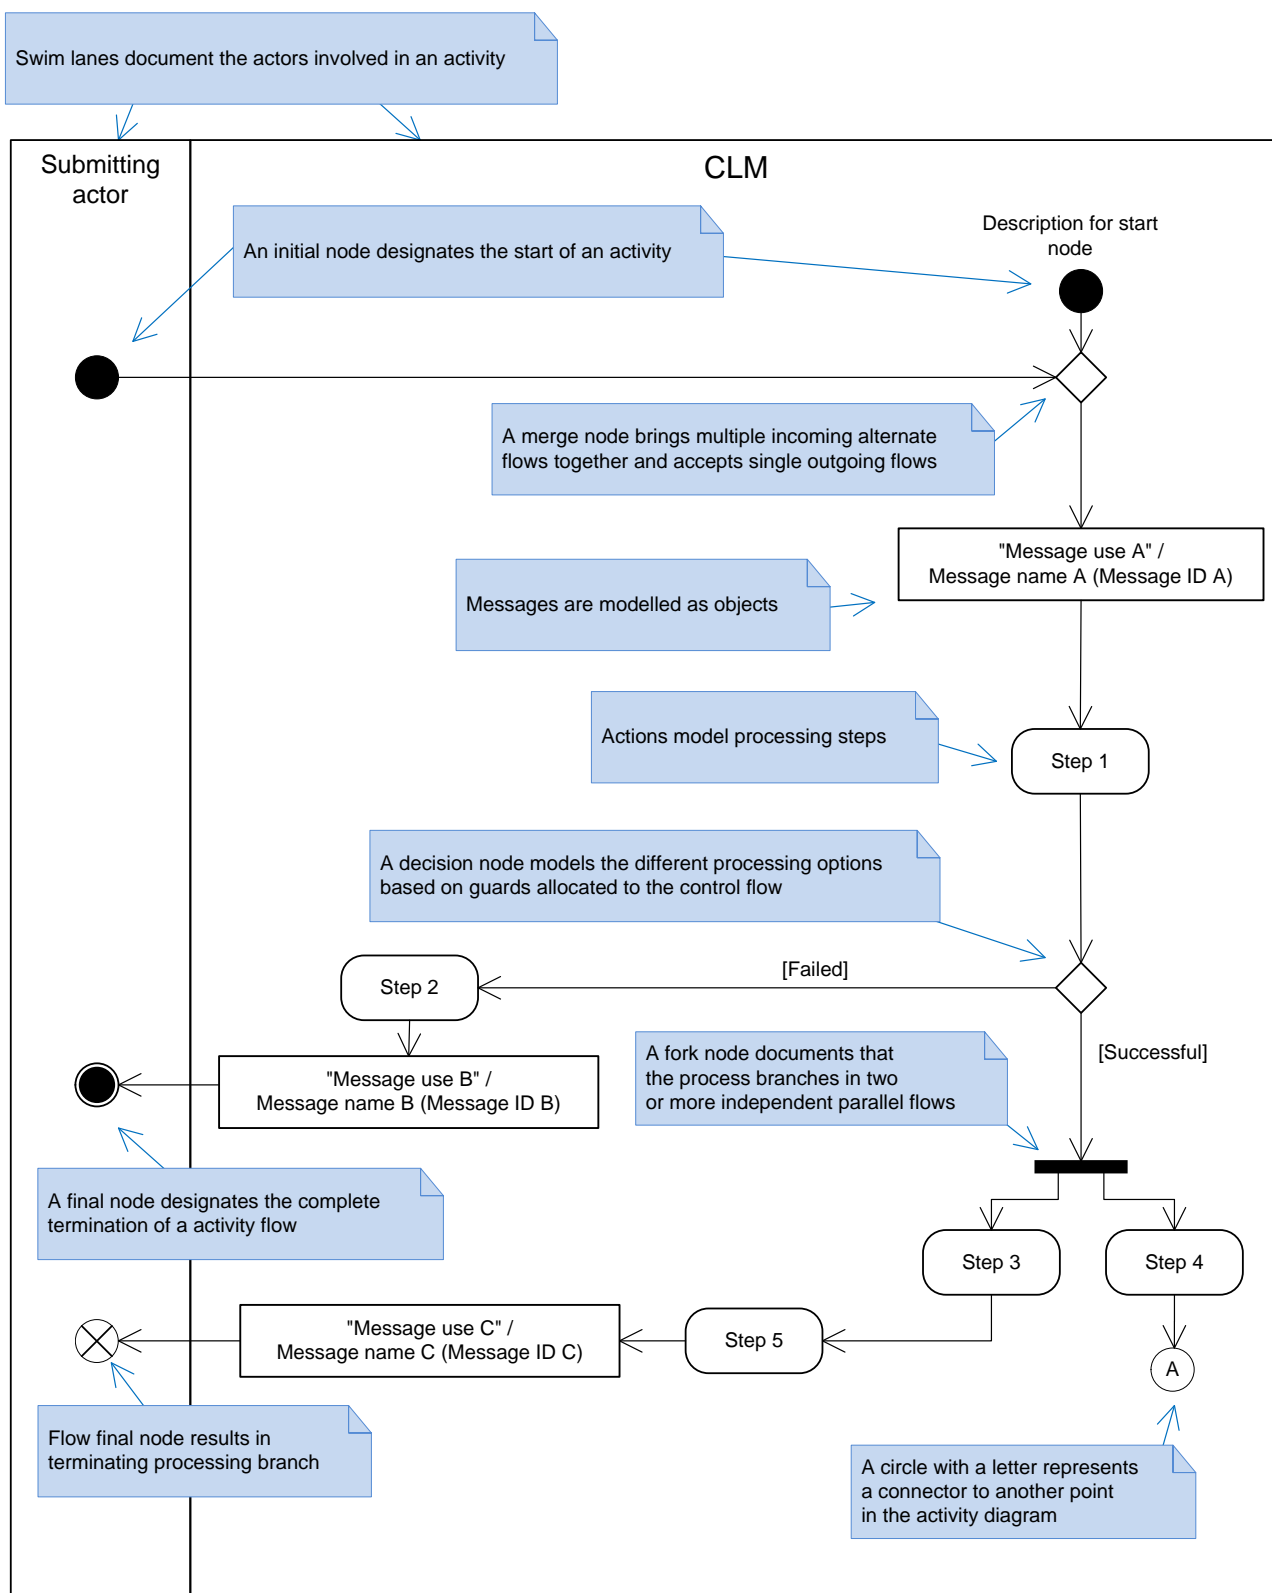 Swim lanes document the actors involved in an activity
Submitting
actor
CLM
An initial node designates the start of an activity
Description for start
node
A merge node brings multiple incoming alternate
flows together and accepts single outgoing flows
"Message use A" /
Message name A (Message ID A)
Messages are modelled as objects
Actions model processing steps
Step 1
A decision node models the different processing options
based on guards allocated to the control flow
[Failed]
Step 2
[Successful]
A fork node documents that
the process branches in two
or more independent parallel flows
"Message use B" /
Message name B (Message ID B)
A final node designates the complete
termination of a activity flow
Step 3
Step 4
"Message use C" /
Message name C (Message ID C)
Step 5
A
Flow final node results in
terminating processing branch
A circle with a letter represents
a connector to another point
in the activity diagram